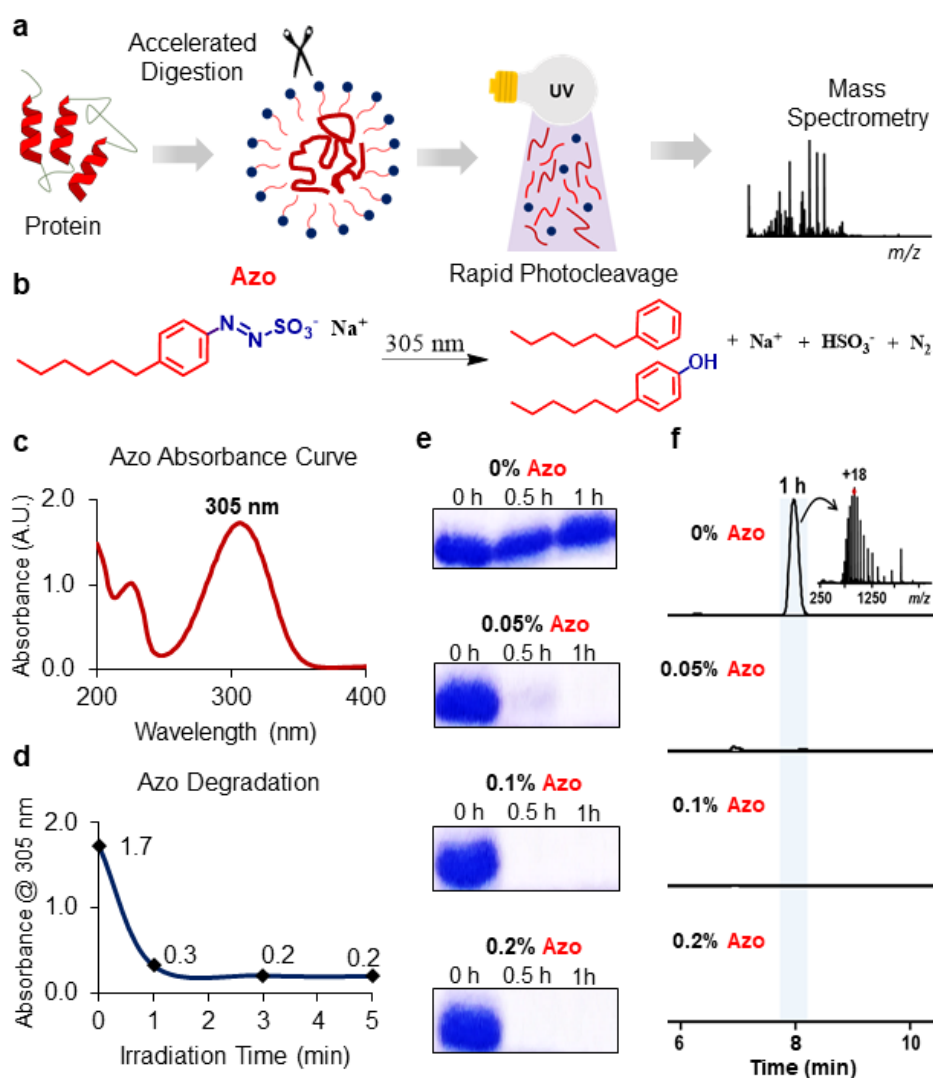 a
Accelerated
Digestion
UV
Mass
Spectrometry
Protein
m/z
Rapid Photocleavage
b
Azo
N
N
SO₃⁻ Na⁺
305 nm
OH
+ Na⁺ + HSO₃⁻ + N₂
c
Azo Absorbance Curve
Absorbance (A.U.)
2.0
1.0
0.0
305 nm
200 300 400
Wavelength (nm)
d
Azo Degradation
Absorbance @ 305 nm
2.0
1.0
0.0
1.7
0.3
0.2
0.2
0 1 2 3 4 5
Irradiation Time (min)
e
0% Azo
0 h 0.5 h 1 h
0.05% Azo
0 h 0.5 h 1h
0.1% Azo
0 h 0.5 h 1h
0.2% Azo
0 h 0.5 h 1h
f
1 h
+18
0% Azo
250 1250 m/z
0.05% Azo
0.1% Azo
0.2% Azo
6 8 10
Time (min)